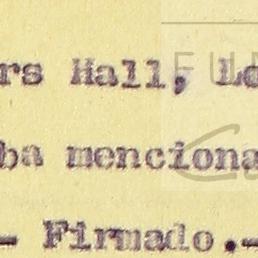 rs Hall, Lo
ba menciona
— Firmado.—